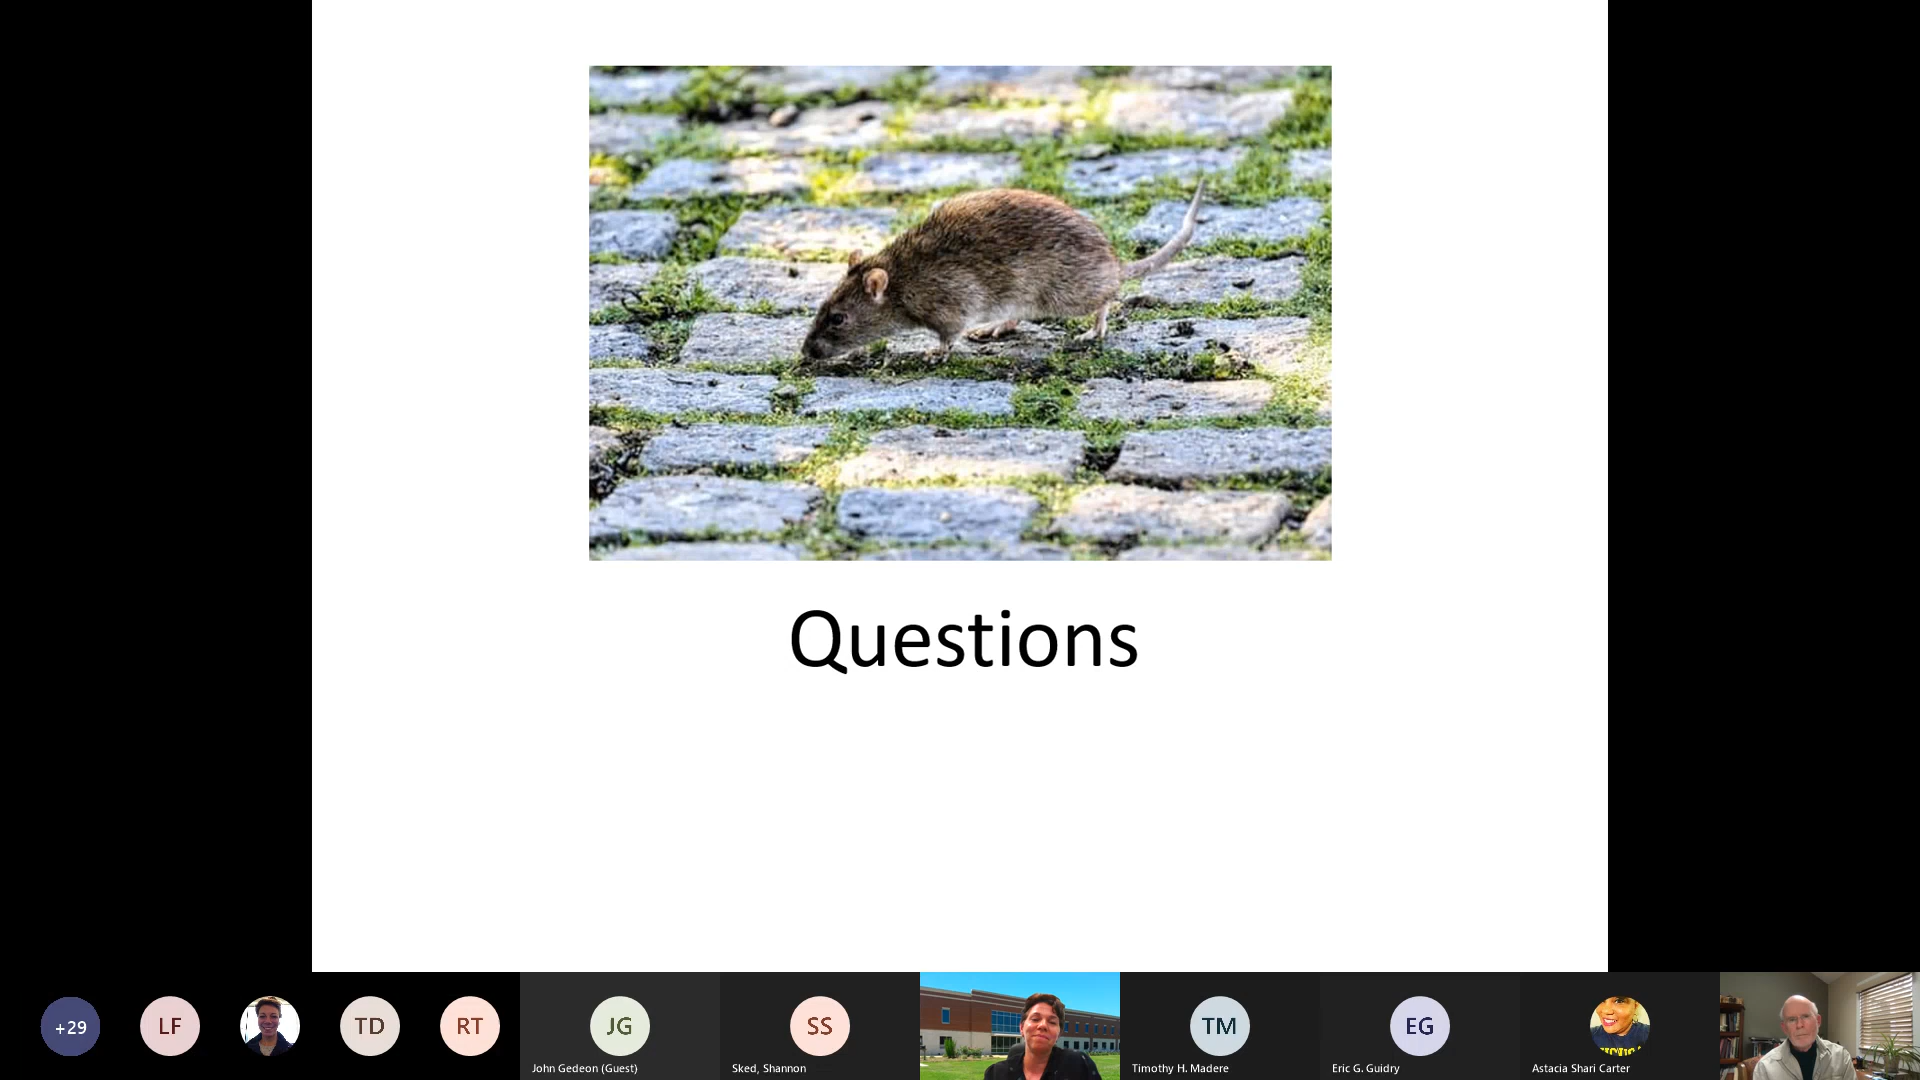 Questions
+29
LF
TD
RT
JG
John Gedeon (Guest)
SS
Sked, Shannon
TM
Timothy H. Madere
EG
Eric G. Guidry
Astacia Shari Carter